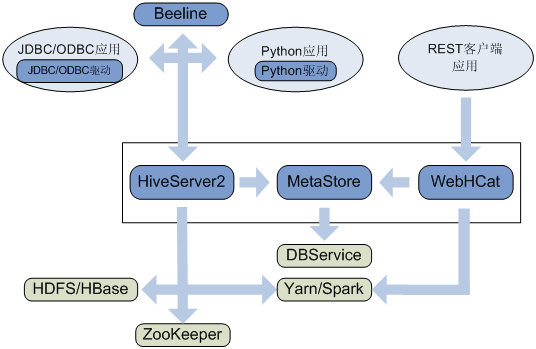 Beeline
JDBC/ODBC应用
JDBC/ODBC驱动
Python应用
Python驱动
REST客户端
应用
HiveServer2
MetaStore
WebHCat
DBService
HDFS/HBase
Yarn/Spark
ZooKeeper